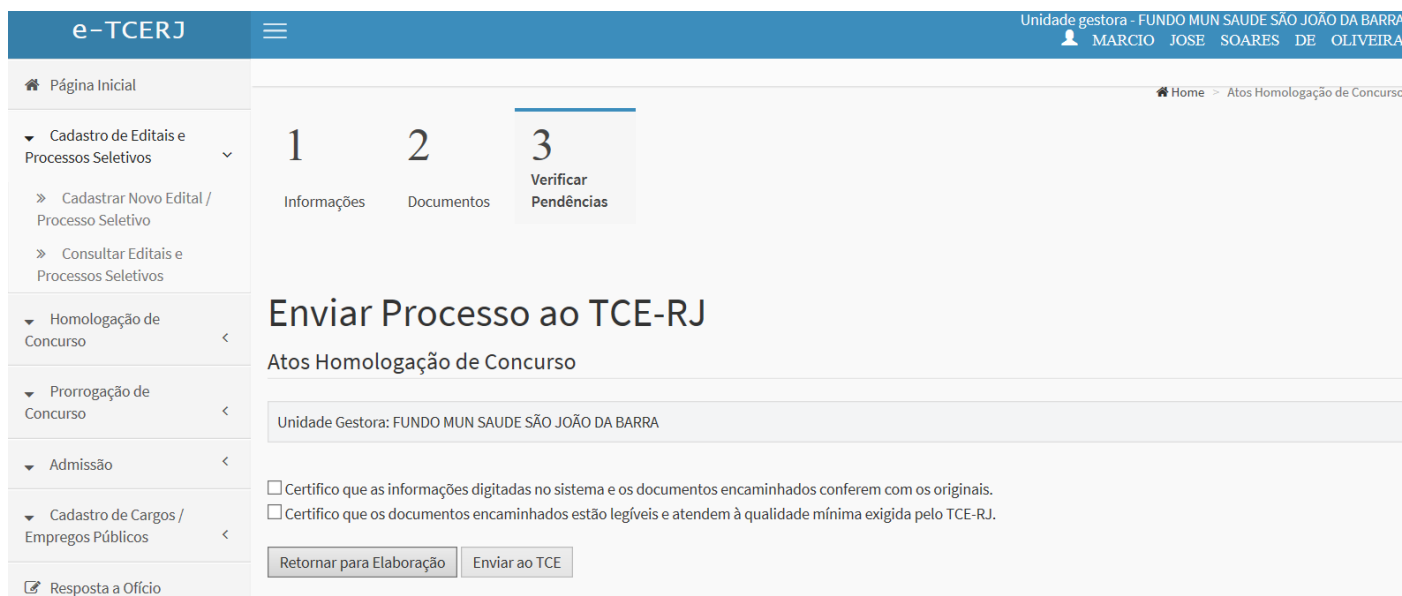 e-TCERJ
Unidade gestora - FUNDO MUN SAUDE SÃO JOÃO DA BARRA
MARCIO JOSE SOARES DE OLIVEIRA
Página Inicial
Home > Atos Homologação de Concurso
Cadastro de Editais e
Processos Seletivos
Cadastrar Novo Edital /
Processo Seletivo
Consultar Editais e
Processos Seletivos
Homologação de
Concurso
Prorrogação de
Concurso
Admissão
Cadastro de Cargos /
Empregos Públicos
Resposta a Ofício
1
Informações
2
Documentos
3
Verificar
Pendências
Enviar Processo ao TCE-RJ
Atos Homologação de Concurso
Unidade Gestora: FUNDO MUN SAUDE SÃO JOÃO DA BARRA
Certifico que as informações digitadas no sistema e os documentos encaminhados conferem com os originais.
Certifico que os documentos encaminhados estão legíveis e atendem à qualidade mínima exigida pelo TCE-RJ.
Retornar para Elaboração
Enviar ao TCE